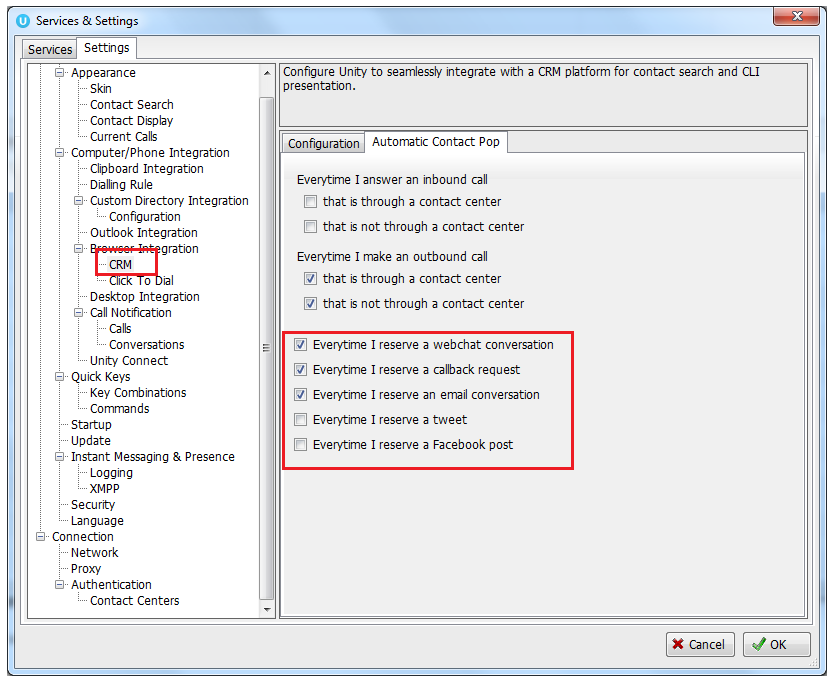 Services & Settings
Services
Settings
Appearance
Skin
Contact Search
Contact Display
Current Calls
Computer/Phone Integration
Clipboard Integration
Dialling Rule
Custom Directory Integration
Configuration
Outlook Integration
Browser Integration
CRM
Click To Dial
Desktop Integration
Call Notification
Calls
Conversations
Unity Connect
Quick Keys
Key Combinations
Commands
Startup
Update
Instant Messaging & Presence
Logging
XMPP
Security
Language
Connection
Network
Proxy
Authentication
Contact Centers
Configure Unity to seamlessly integrate with a CRM platform for contact search and CLI
presentation.
Configuration
Automatic Contact Pop
Everytime I answer an inbound call
that is through a contact center
that is not through a contact center
Everytime I make an outbound call
that is through a contact center
that is not through a contact center
Everytime I reserve a webchat conversation
Everytime I reserve a callback request
Everytime I reserve an email conversation
Everytime I reserve a tweet
Everytime I reserve a Facebook post
Cancel
OK